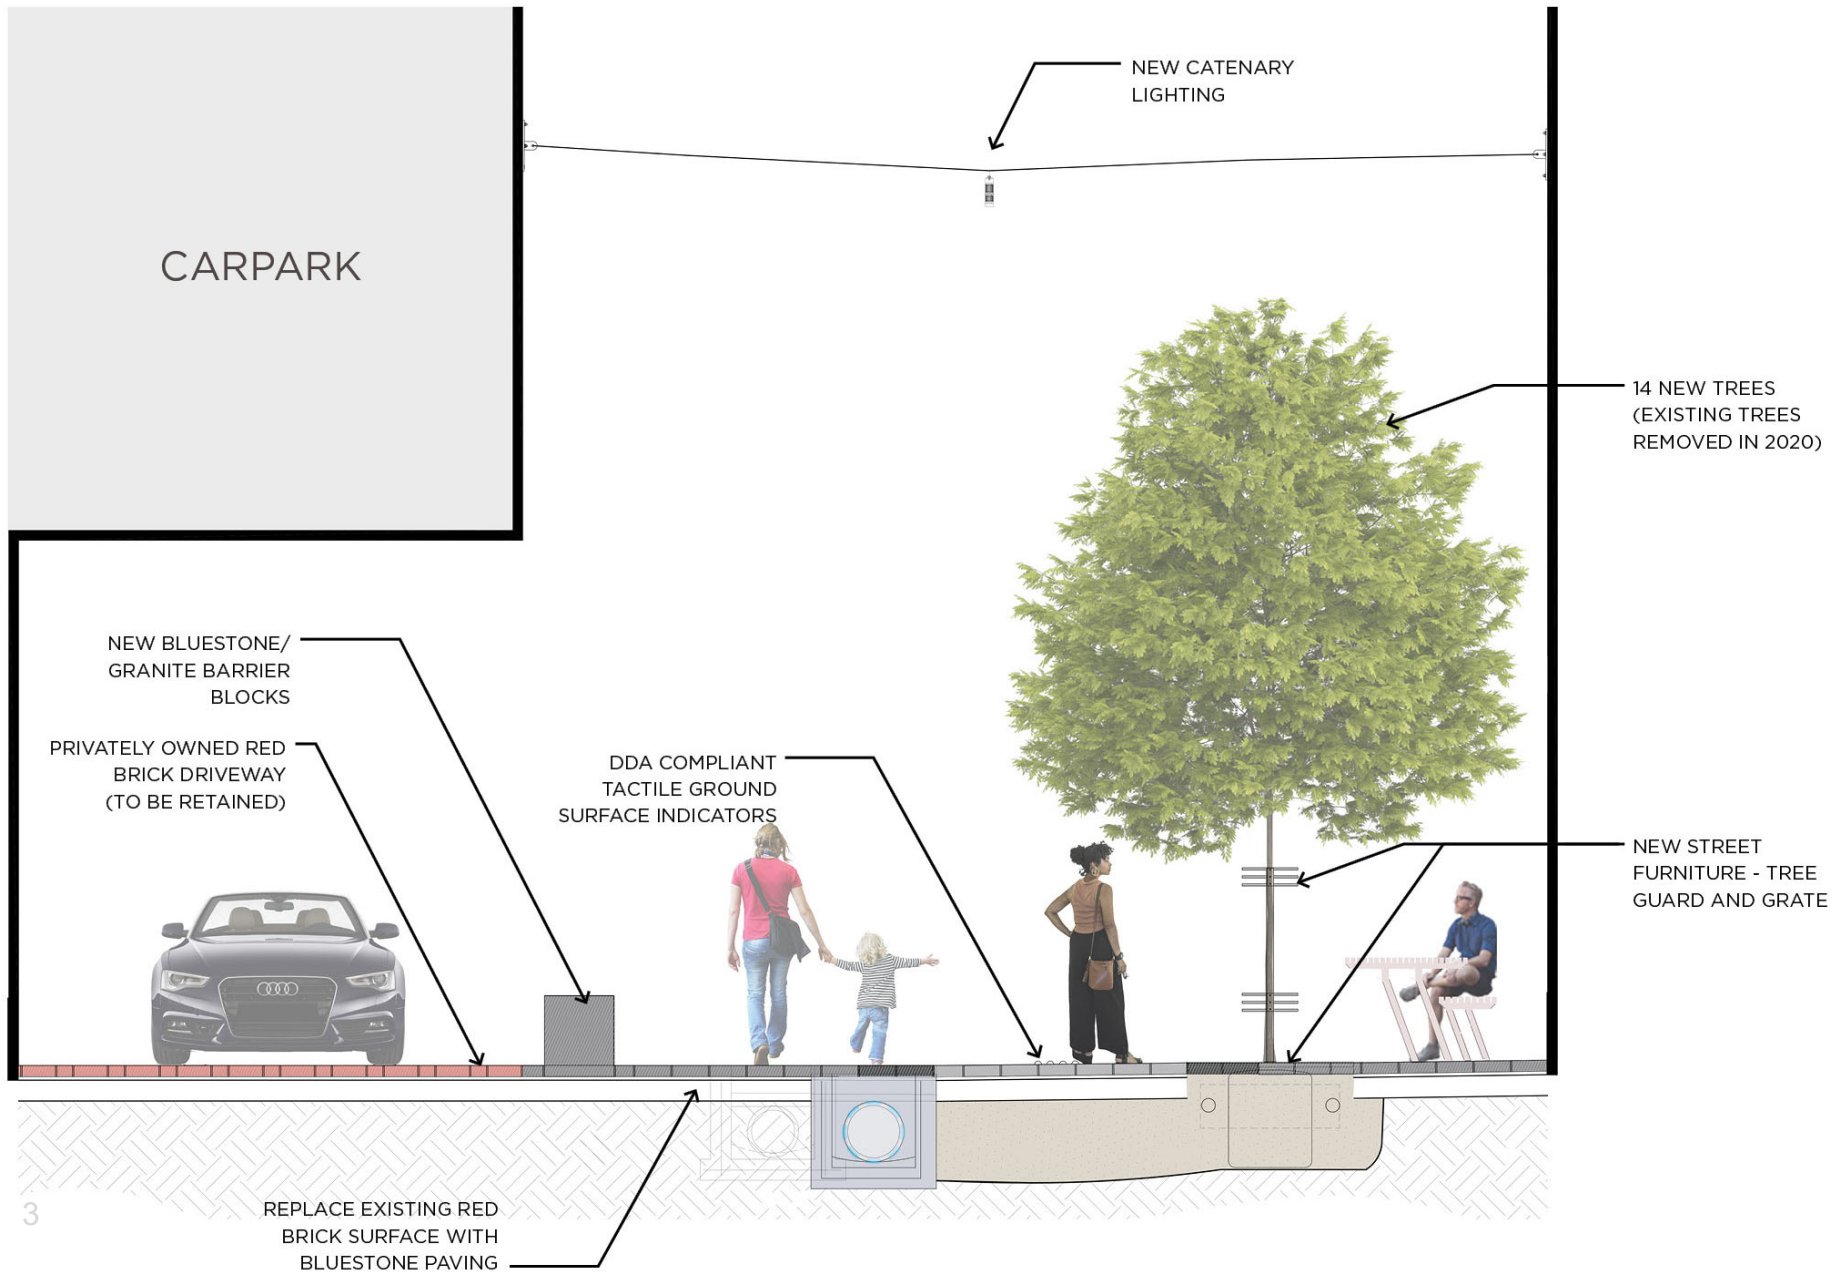 NEW CATENARY
LIGHTING
CARPARK
14 NEW TREES
(EXISTING TREES
REMOVED IN 2020)
NEW BLUESTONE/
GRANITE BARRIER
BLOCKS
PRIVATELY OWNED RED
BRICK DRIVEWAY
(TO BE RETAINED)
DDA COMPLIANT
TACTILE GROUND
SURFACE INDICATORS
NEW STREET
FURNITURE - TREE
GUARD AND GRATE
3
REPLACE EXISTING RED
BRICK SURFACE WITH
BLUESTONE PAVING